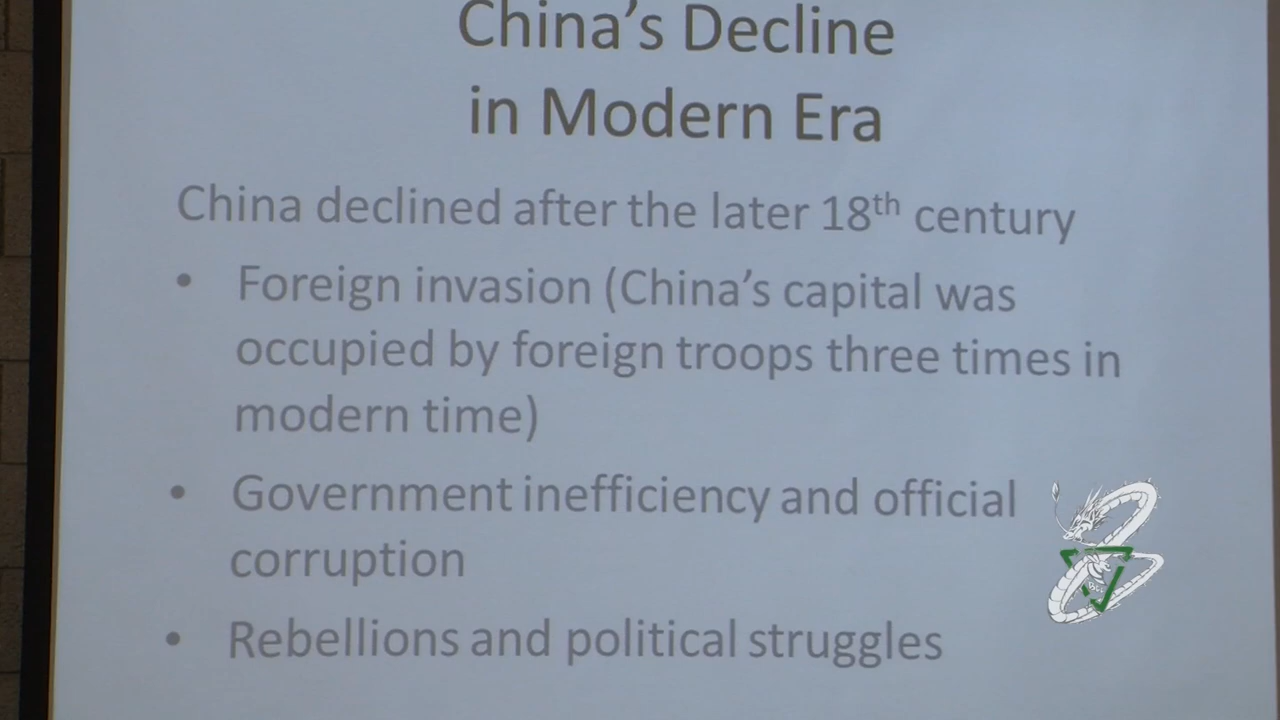 China’s Decline
in Modern Era
China declined after the later 18th century
• Foreign invasion (China’s capital was
occupied by foreign troops three times in
modern time)
• Government inefficiency and official
corruption
• Rebellions and political struggles